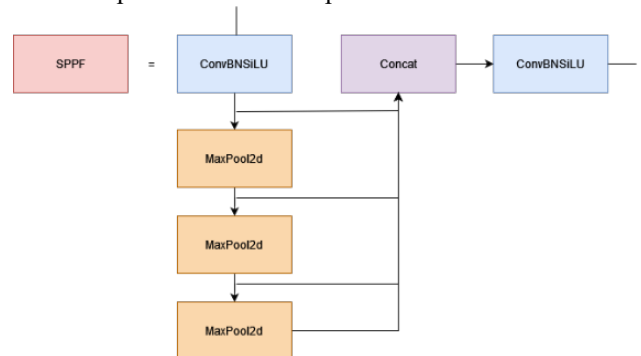 SPPF
=
ConvBNSiLU
Concat
ConvBNSiLU
MaxPool2d
MaxPool2d
MaxPool2d